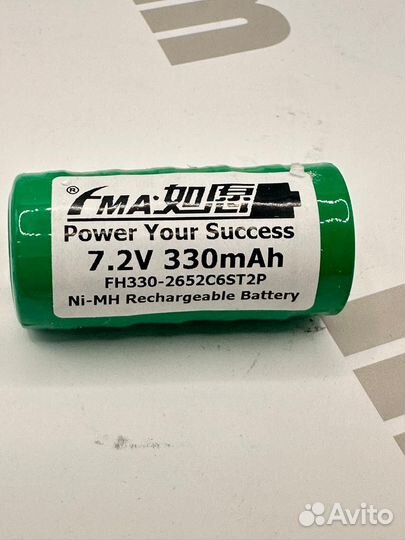 ® FMA·如愿
Power Your Success
7.2V 330mAh
FH330-2652C6ST2P
Ni-MH Rechargeable Battery
Avito